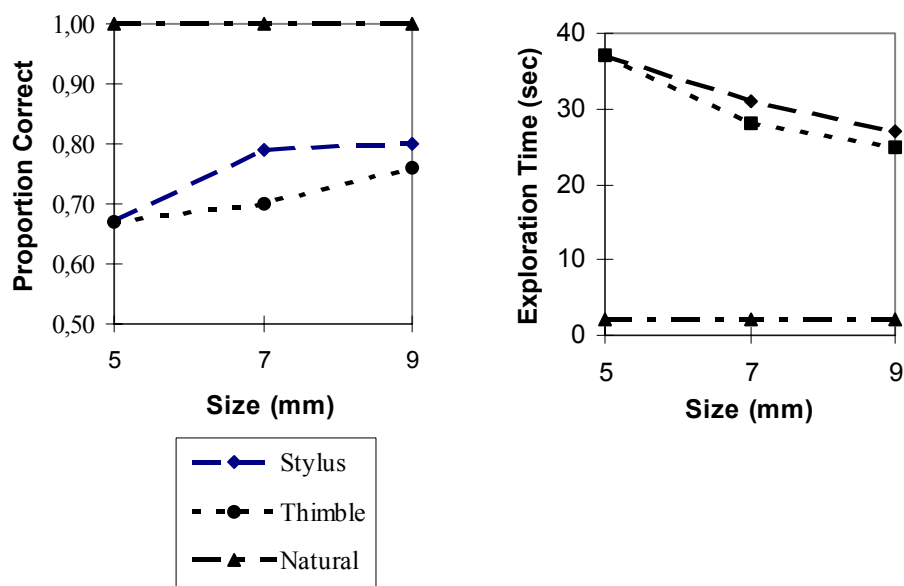 Proportion Correct
1,00
0,90
0,80
0,70
0,60
0,50
5 7 9
Size (mm)
Exploration Time (sec)
40
30
20
10
0
5 7 9
Size (mm)
Stylus
Thimble
Natural